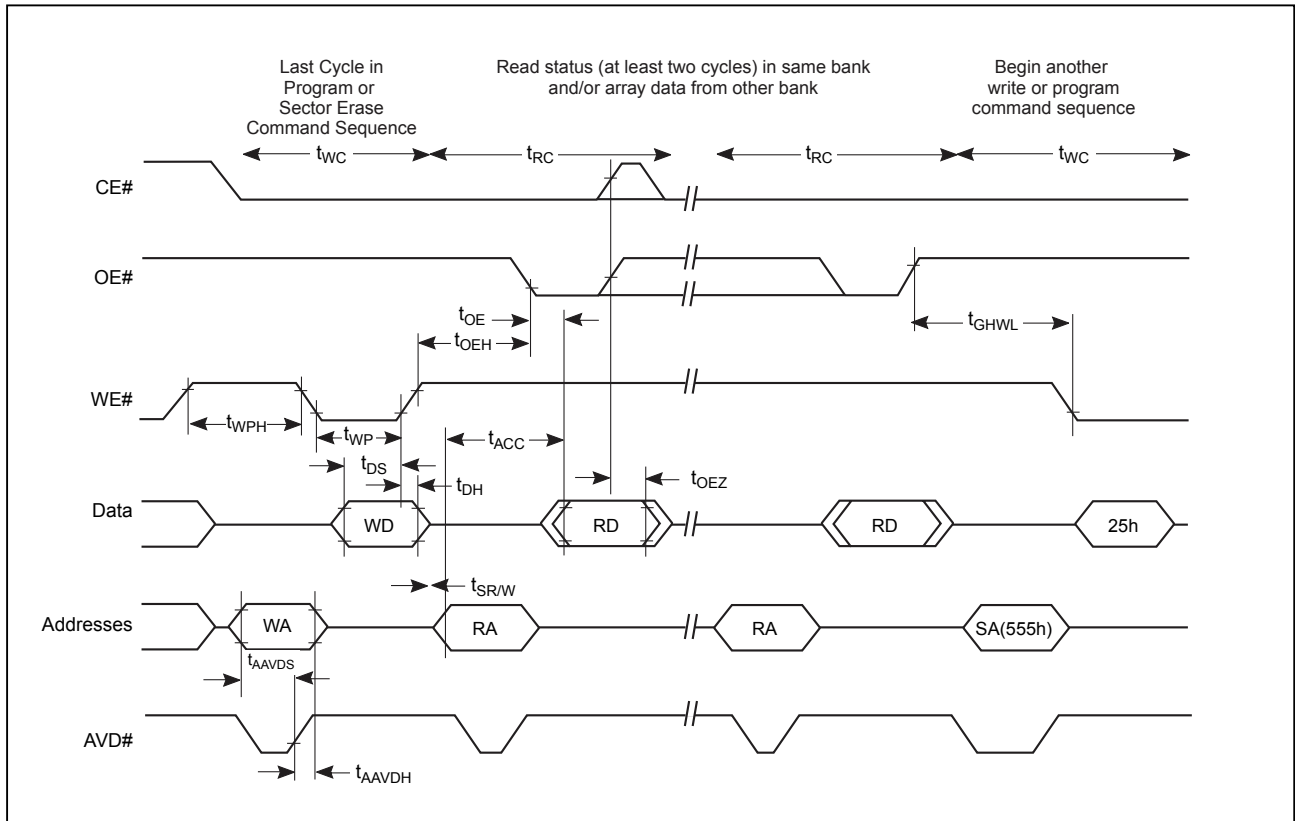 Last Cycle in
Program or
Sector Erase
Command Sequence
Read status (at least two cycles) in same bank
and/or array data from other bank
Begin another
write or program
command sequence
tWC
tRC
tRC
tWC
CE#
OE#
tOE
tOEH
tGHWL
WE#
tWPH
tWP
tACC
tDS
tDH
tOEZ
Data
WD
RD
RD
25h
tSR/W
Addresses
WA
RA
RA
SA(555h)
tAAVDS
AVD#
tAAVDH